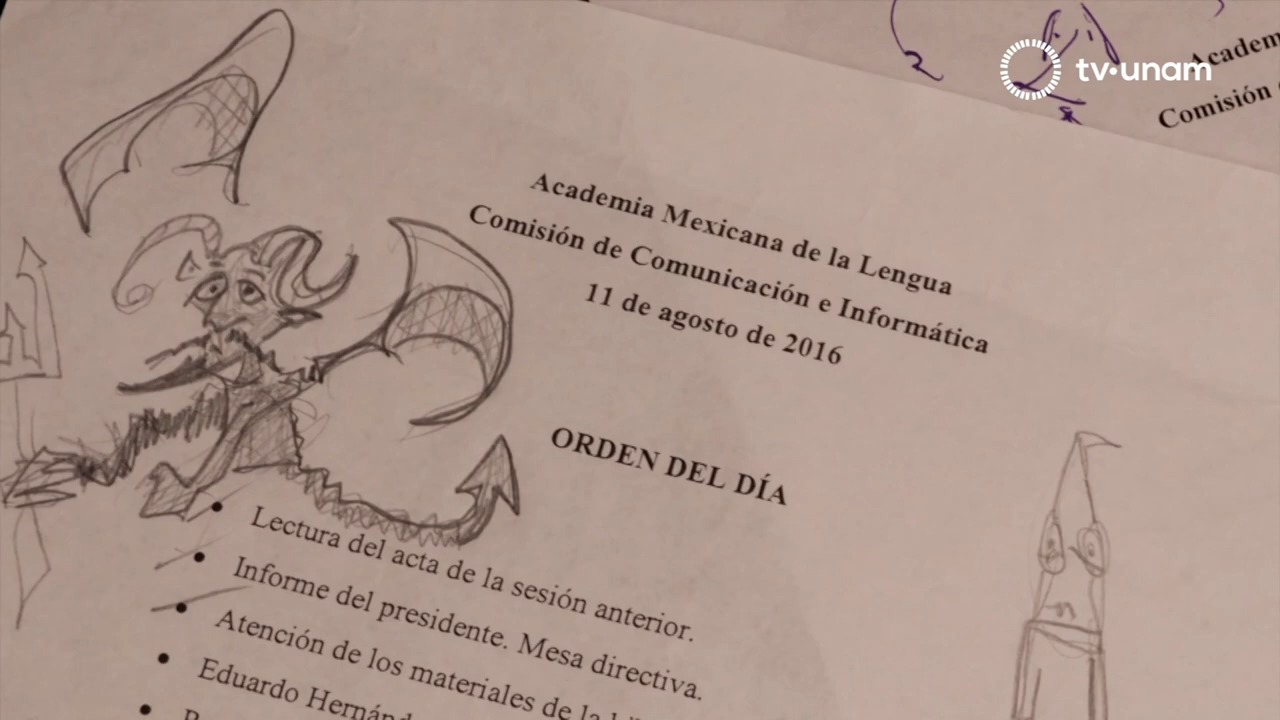 tv·unam
Academ
Comisión
Academia Mexicana de la Lengua
Comisión de Comunicación e Informática
11 de agosto de 2016
ORDEN DEL DÍA
• Lectura del acta de la sesión anterior.
• Informe del presidente. Mesa directiva.
• Atención de los materiales de la
• Eduardo Hernánd